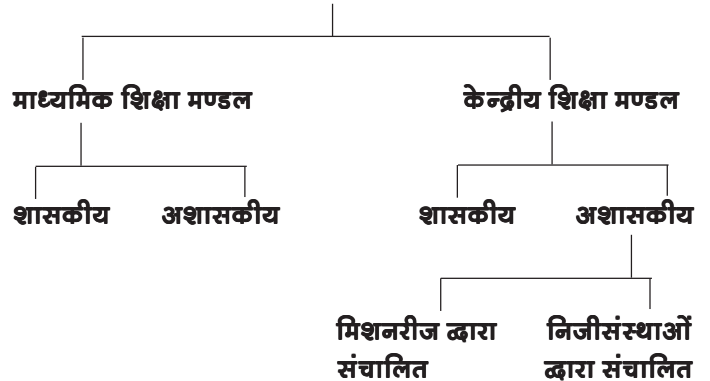 माध्यमिक शिक्षा मण्डल केन्द्रीय शिक्षा मण्डल
शासकीय अशासकीय शासकीय अशासकीय
मिशनरीज द्वारा निजीसंस्थाओं
संचालित द्वारा संचालित